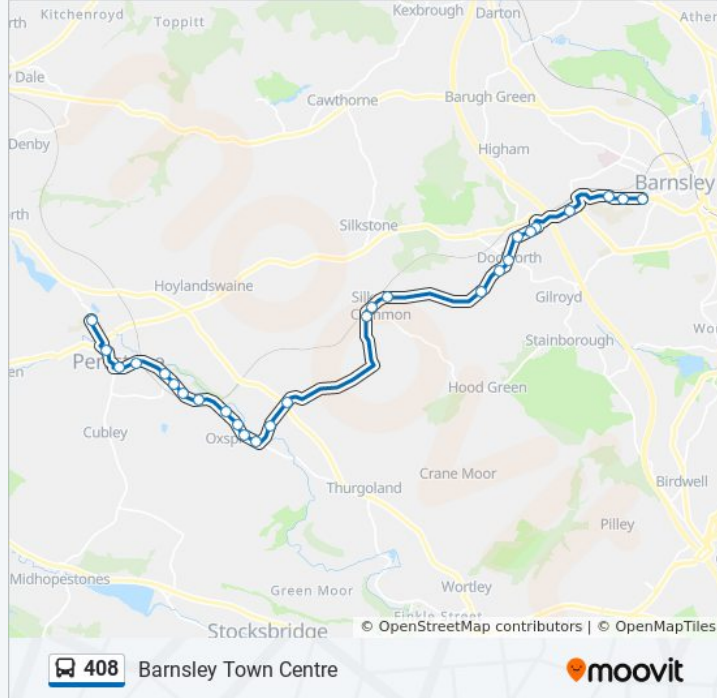 Kitchenroyd
Toppitt
Kexbrough
Darton
Dale
Cawthorne
Barugh Green
Denby
Higham
Barnsley
Silkstone
Dodworth
Hoylandswaine
Common
Gilroyd
Stainborough
Hood Green
Cubley
Crane Moor
Birdwell
Thurgoland
Pilley
Midhopestones
Green Moor
Wortley
Finkle Street
Stocksbridge
© OpenStreetMap contributors | © OpenMapTiles
408 Barnsley Town Centre
moovit